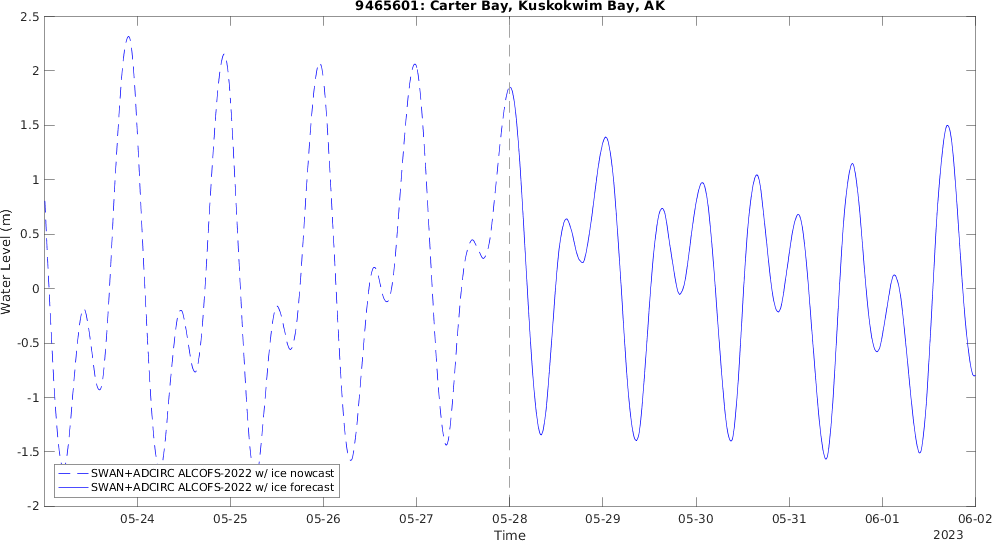 9465601: Carter Bay, Kuskokwim Bay, AK
2.5
2
1.5
1
0.5
0
-0.5
-1
-1.5
-2
Water Level (m)
SWAN+ADCIRC ALCOFS-2022 w/ ice nowcast
SWAN+ADCIRC ALCOFS-2022 w/ ice forecast
05-24 05-25 05-26 05-27 05-28 05-29 05-30 05-31 06-01 06-02
Time
2023